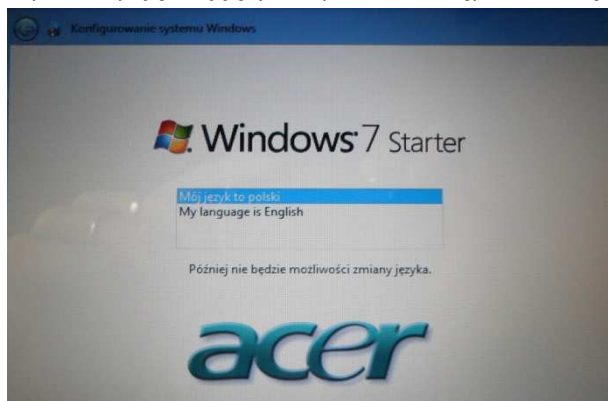 Konfigurowanie systemu Windows
Windows 7 Starter
Mój język to polski
My language is English
Później nie będzie możliwości zmiany języka.
acer